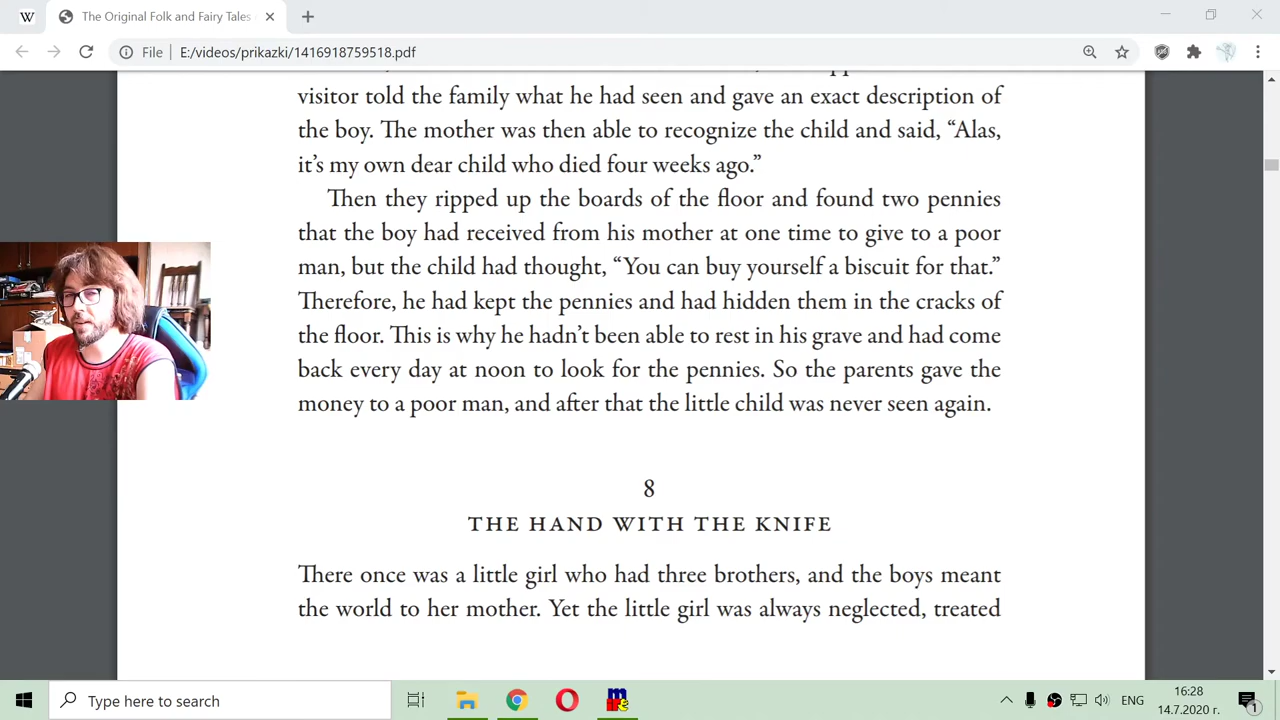 The Original Folk and Fairy Tales
File | E:/videos/prikazki/1416918759518.pdf
visitor told the family what he had seen and gave an exact description of
the boy. The mother was then able to recognize the child and said, “Alas,
it’s my own dear child who died four weeks ago.”
Then they ripped up the boards of the floor and found two pennies
that the boy had received from his mother at one time to give to a poor
man, but the child had thought, “You can buy yourself a biscuit for that.”
Therefore, he had kept the pennies and had hidden them in the cracks of
the floor. This is why he hadn’t been able to rest in his grave and had come
back every day at noon to look for the pennies. So the parents gave the
money to a poor man, and after that the little child was never seen again.
8
THE HAND WITH THE KNIFE
There once was a little girl who had three brothers, and the boys meant
the world to her mother. Yet the little girl was always neglected, treated
Type here to search
ЕНГ
16:28
14.7.2020 г.
1